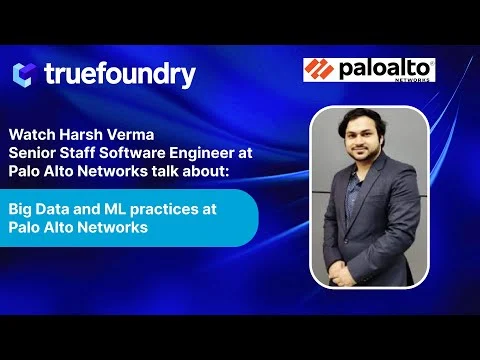 truefoundry
paloalto
NETWORKS
Watch Harsh Verma
Senior Staff Software Engineer at
Palo Alto Networks talk about:
Big Data and ML practices at
Palo Alto Networks